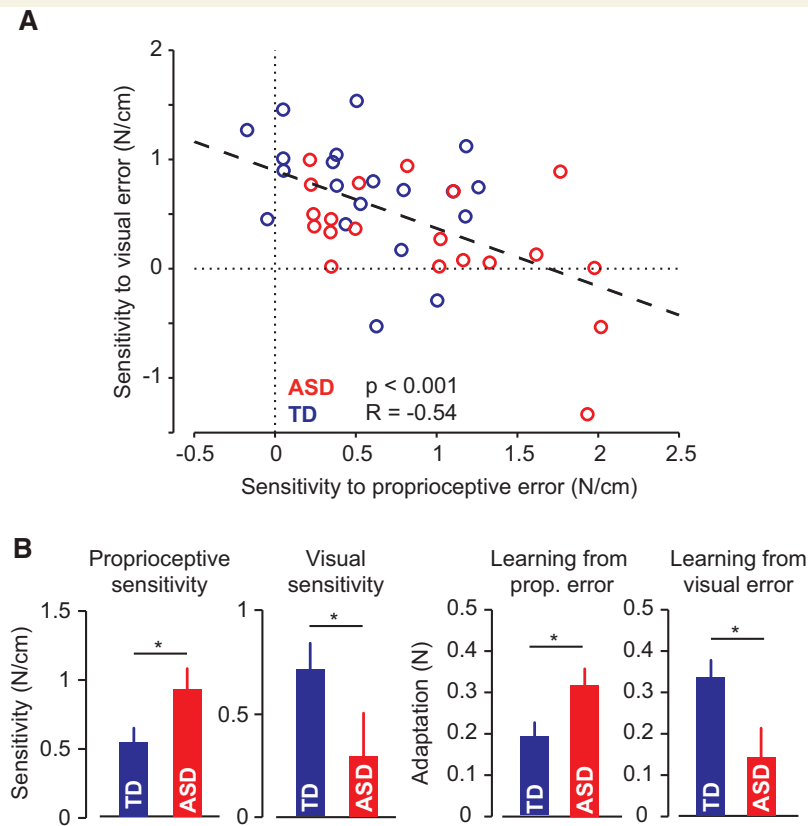 A
2
1
0
-1
Sensitivity to visual error (N/cm)
ASD p < 0.001
TD R = -0.54
-0.5 0 0.5 1 1.5 2 2.5
Sensitivity to proprioceptive error (N/cm)
B
Proprioceptive
sensitivity
Sensitivity (N/cm)
1.5
1
0.5
0
*
TD ASD
Visual
sensitivity
1
0.5
0
*
TD ASD
Learning from
prop. error
Adaptation (N)
0.5
0.4
0.3
0.2
0.1
0
*
TD ASD
Learning from
visual error
0.5
0.4
0.3
0.2
0.1
0
*
TD ASD